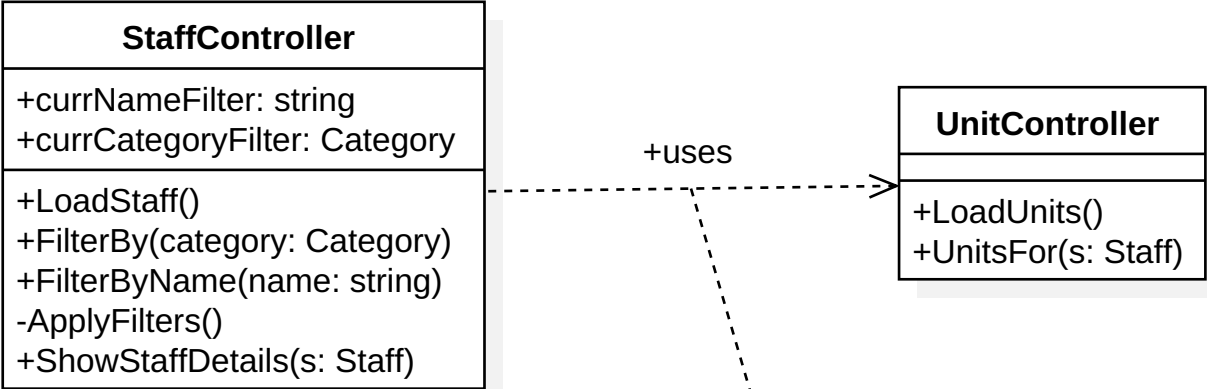 StaffController
+currNameFilter: string
+currCategoryFilter: Category
+LoadStaff()
+FilterBy(category: Category)
+FilterByName(name: string)
-ApplyFilters()
+ShowStaffDetails(s: Staff)
+uses
UnitController
+LoadUnits()
+UnitsFor(s: Staff)